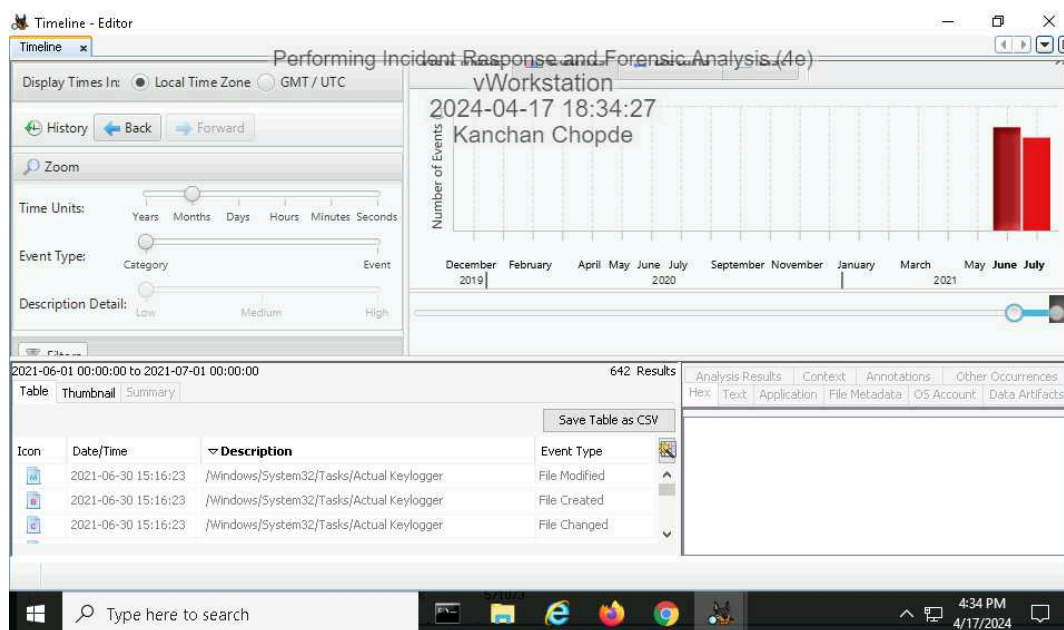 Timeline - Editor
Timeline x
Performing Incident Response and Forensic Analysis (4e)
vWorkstation
2024-04-17 18:34:27
Kanchan Chopde
Display Times In: Local Time Zone GMT / UTC
History Back Forward
Zoom
Time Units:
Years Months Days Hours Minutes Seconds
Event Type:
Category Event
Description Detail:
Low Medium High
Filters
Number of Events
December February April May June July September November January March May June July
2019 2020 2021
2021-06-01 00:00:00 to 2021-07-01 00:00:00 642 Results
Table Thumbnail Summary
Save Table as CSV
Icon Date/Time Description Event Type
2021-06-30 15:16:23 /Windows/System32/Tasks/Actual Keylogger File Modified
2021-06-30 15:16:23 /Windows/System32/Tasks/Actual Keylogger File Created
2021-06-30 15:16:23 /Windows/System32/Tasks/Actual Keylogger File Changed
Analysis Results Context Annotations Other Occurrences
Hex Text Application File Metadata OS Account Data Artifacts
Type here to search
4:34 PM
4/17/2024